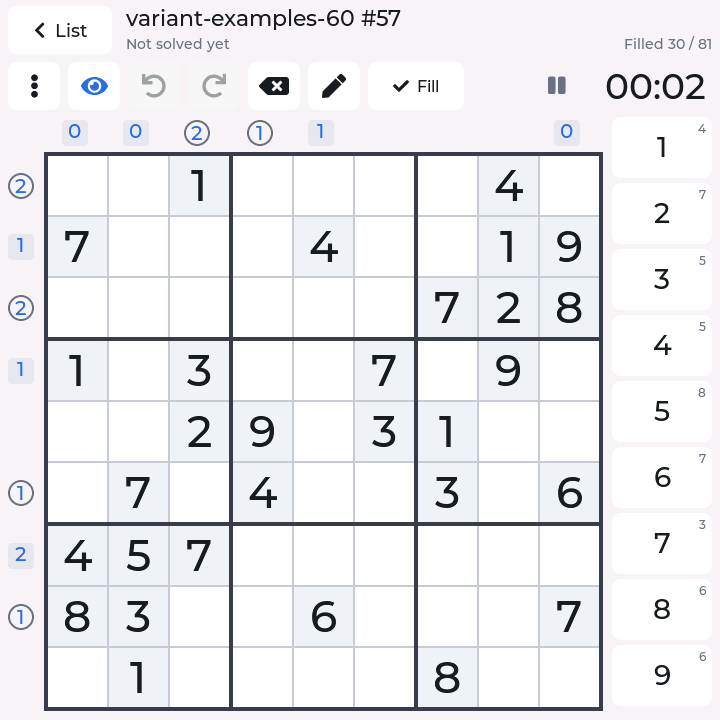 List
variant-examples-60 #57
Not solved yet
Filled 30 / 81
Fill
00:02
0 0 2 1 1 0
2 1 4
1 7 4 1 9
2 7 2 8
1 1 3 7 9
2 9 3 1
1 7 4 3 6
2 4 5 7
1 8 3 6 7
1 8
1 4
2 7
3 5
4 5
5 8
6 7
7 3
8 6
9 6